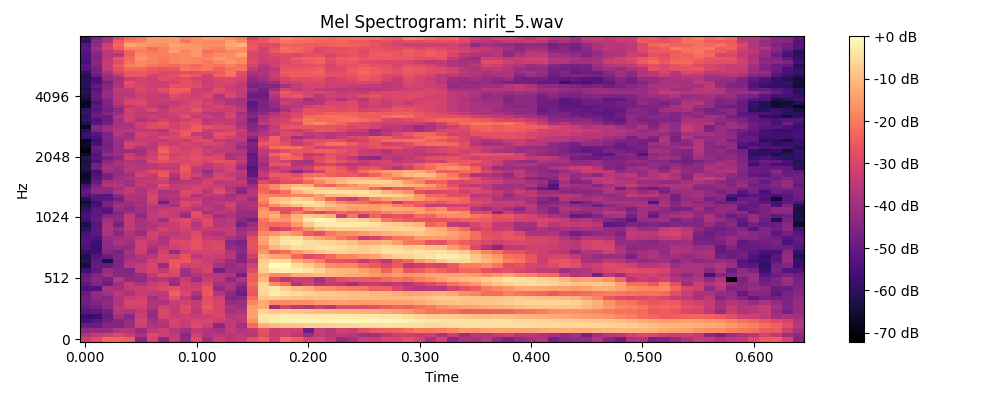 Mel Spectrogram: nirit_5.wav
+0 dB
-10 dB
-20 dB
-30 dB
-40 dB
-50 dB
-60 dB
-70 dB
4096
2048
1024
512
0
Hz
0.000 0.100 0.200 0.300 0.400 0.500 0.600
Time